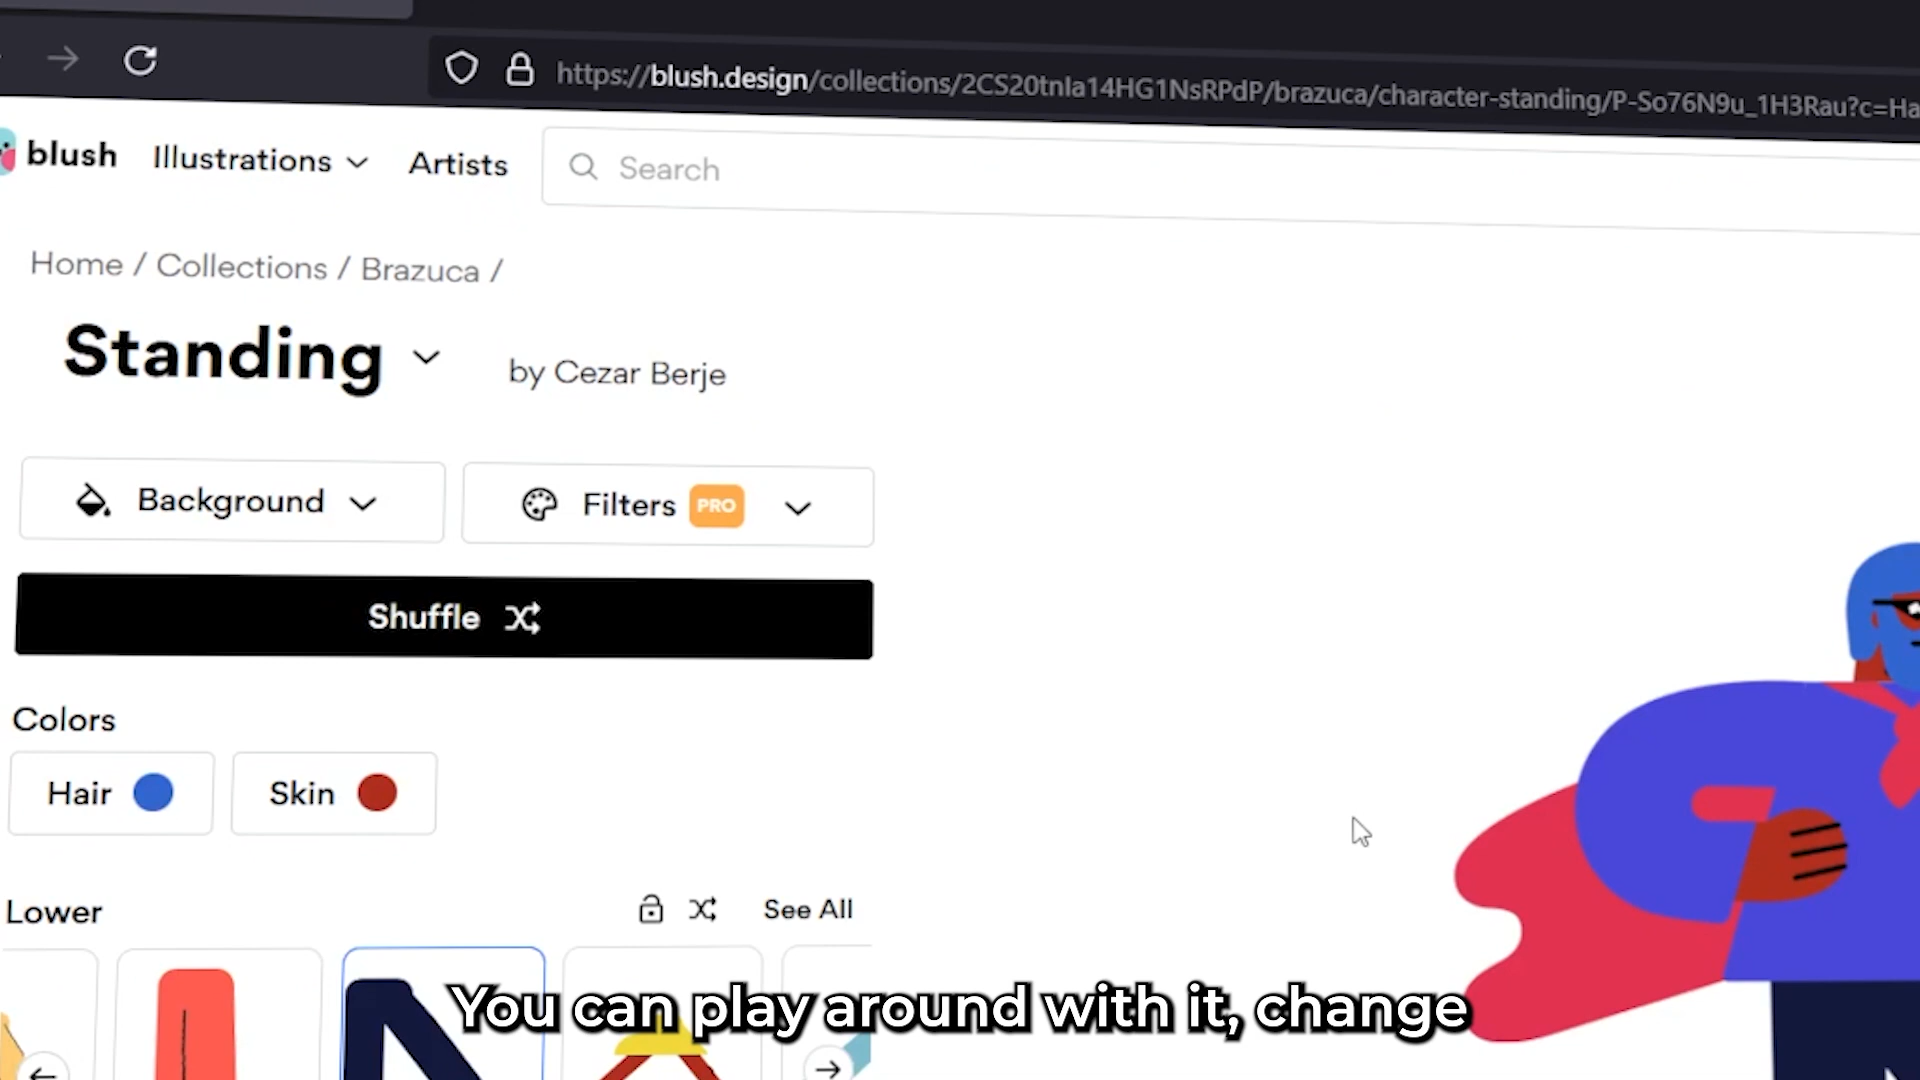 https://blush.design/collections/2CS20tnIa14HG1NsRPdP/brazuca/character-standing/P-So76N9u_1H3Rau?c=Ha
blush Illustrations Artists Search
Home / Collections / Brazuca /
Standing by Cezar Berje
Background Filters PRO
Shuffle
Colors
Hair Skin
Lower See All
You can play around with it, change